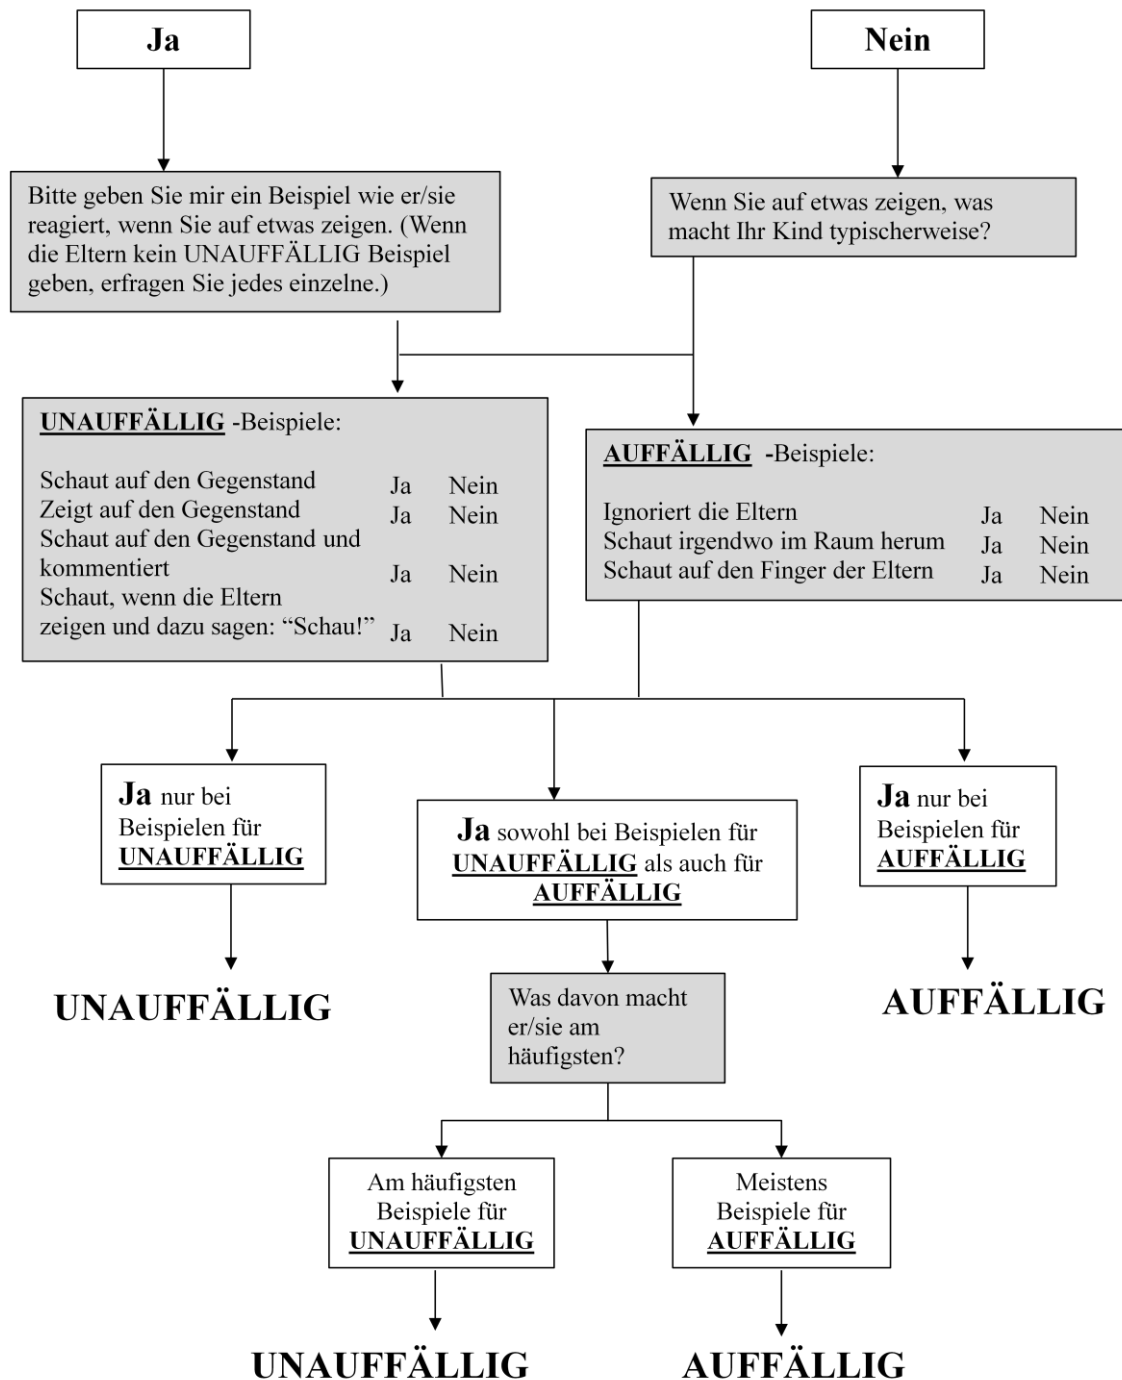 Ja
Nein
Bitte geben Sie mir ein Beispiel wie er/sie
reagiert, wenn Sie auf etwas zeigen. (Wenn
die Eltern kein UNAUFFÄLLIG Beispiel
geben, erfragen Sie jedes einzelne.)
Wenn Sie auf etwas zeigen, was
macht Ihr Kind typischerweise?
UNAUFFÄLLIG -Beispiele:
Schaut auf den Gegenstand Ja Nein
Zeigt auf den Gegenstand Ja Nein
Schaut auf den Gegenstand und
kommentiert Ja Nein
Schaut, wenn die Eltern
zeigen und dazu sagen: “Schau!” Ja Nein
AUFFÄLLIG -Beispiele:
Ignoriert die Eltern Ja Nein
Schaut irgendwo im Raum herum Ja Nein
Schaut auf den Finger der Eltern Ja Nein
Ja nur bei
Beispielen für
UNAUFFÄLLIG
Ja sowohl bei Beispielen für
UNAUFFÄLLIG als auch für
AUFFÄLLIG
Ja nur bei
Beispielen für
AUFFÄLLIG
UNAUFFÄLLIG
AUFFÄLLIG
Was davon macht
er/sie am
häufigsten?
Am häufigsten
Beispiele für
UNAUFFÄLLIG
Meistens
Beispiele für
AUFFÄLLIG
UNAUFFÄLLIG
AUFFÄLLIG